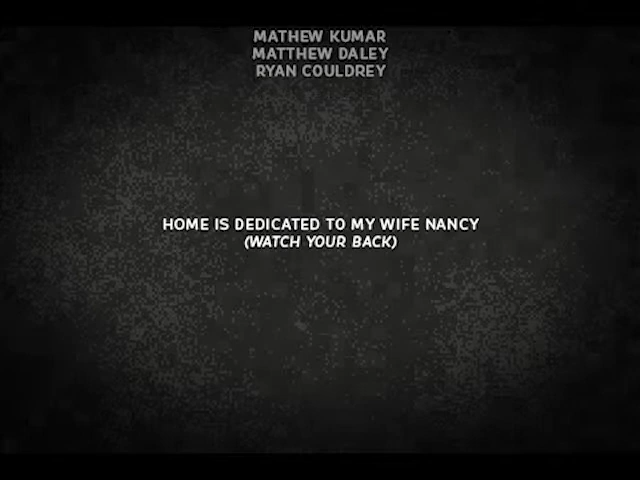 MATHEW KUMAR
MATTHEW DALEY
RYAN COULDREY
HOME IS DEDICATED TO MY WIFE NANCY
(WATCH YOUR BACK)